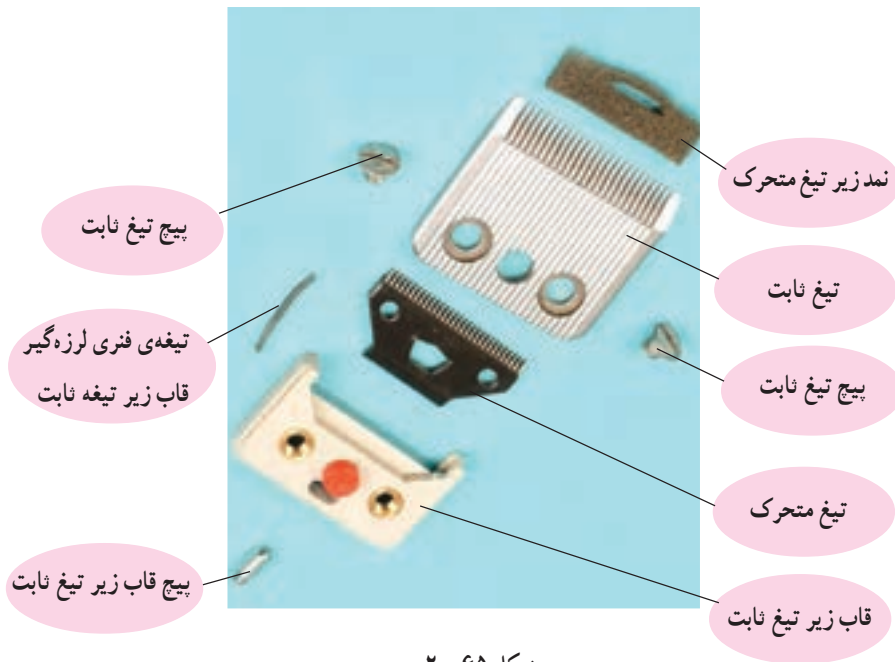 نمد زیر تیغ متحرک
پیچ تیغ ثابت
تیغ ثابت
تیغه‌ی فنری لرزه‌گیر
قاب زیر تیغه ثابت
پیچ تیغ ثابت
تیغ متحرک
پیچ قاب زیر تیغ ثابت
قاب زیر تیغ ثابت